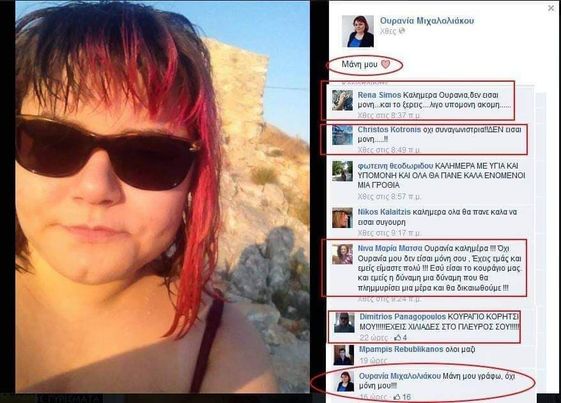 Ουρανία Μιχαλολιάκου
Χθες
Μάνη μου
Rena Simos Καλημερα Ουρανια,δεν εισαι
μονη....και το ξερεις....λιγο υπομονη ακομη......
Χθες στις 8:37 π.μ.
Christos Kotronis οχι συναγωνιστρια!!ΔΕΝ εισαι
μονη.....!!
Χθες στις 8:49 π.μ.
φωτεινη θεοδωριδου ΚΑΛΗΜΕΡΑ ΜΕ ΥΓΙΑ ΚΑΙ
ΥΠΟΜΟΝΗ ΚΑΙ ΟΛΑ ΘΑ ΠΑΝΕ ΚΑΛΑ ΕΝΟΜΕΝΟΙ
ΜΙΑ ΓΡΟΘΙΑ
Χθες στις 8:57 π.μ.
Nikos Kalaitzis καλημερα ολα θα πανε καλα να
εισαι σιγουρη
Χθες στις 9:17 π.μ.
Νινα Μαρία Ματσα Ουρανία καλημέρα !!! Όχι
Ουρανία μου δεν είσαι μόνη σου . Έχεις εμάς και
εμείς είμαστε πολύ !!! Εσύ είσαι το κουράγιο μας.
και εμείς η δύναμη μια δύναμη που θα
πλημμυρίσει μια μέρα και θα δικαιωθούμε !!!
Χθες στις 9:24 π.μ.
Dimitrios Panagopoulos ΚΟΥΡΑΓΙΟ ΚΟΡΗΤΣΙ
ΜΟΥ!!!!!ΕΧΕΙΣ ΧΙΛΙΑΔΕΣ ΣΤΟ ΠΛΕΥΡΟΣ ΣΟΥ!!!!!
22 ώρες · 4
Mpampis Rebublikanos ολοι μαζι
19 ώρες
Ουρανία Μιχαλολιάκου Μάνη μου γράφω, όχι
μόνη μου!!!
16 ώρες · 16